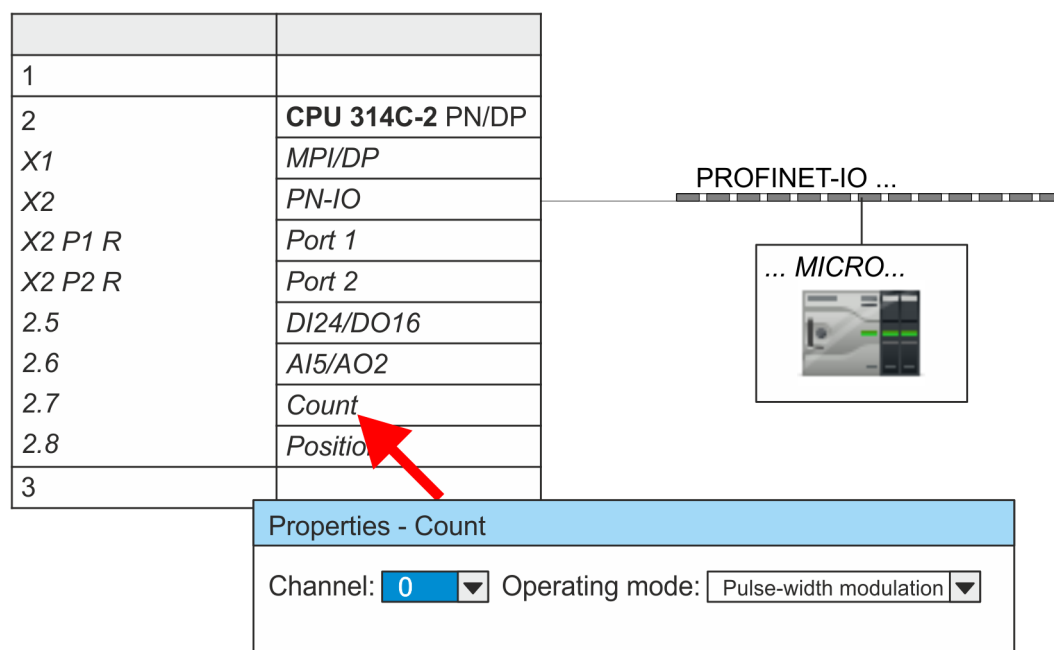 1
2 CPU 314C-2 PN/DP
X1 MPI/DP
X2 PN-IO
X2 P1 R Port 1
X2 P2 R Port 2
2.5 DI24/DO16
2.6 AI5/AO2
2.7 Count
2.8 Position
3
PROFINET-IO ...
... MICRO...
Properties - Count
Channel: 0 Operating mode: Pulse-width modulation